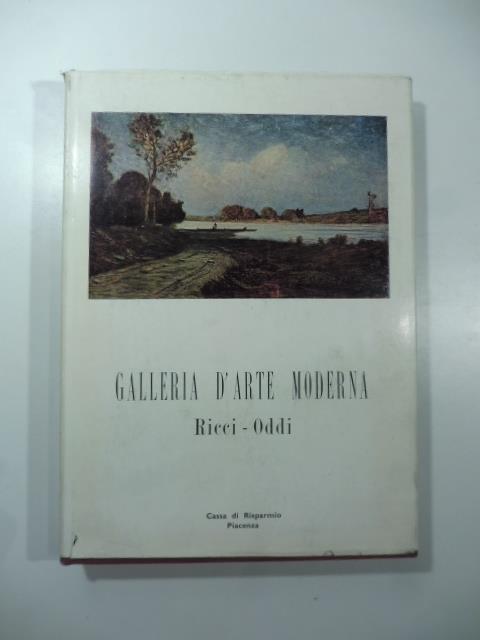 GALLERIA D'ARTE MODERNA
Ricci - Oddi
Cassa di Risparmio
Piacenza